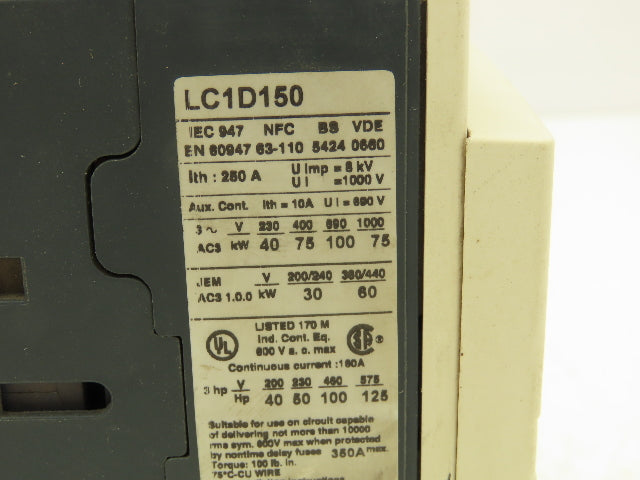 LC1D150
IEC 947 NFC BS VDE
EN 60947 63-110 5424 0660
Ith : 250 A U imp = 8 kV
U I =1000 V
Aux. Cont. Ith = 10A U I = 690 V
3 ~ V 230 400 690 1000
AC3 kW 40 75 100 75
JEM V 200/240 380/440
AC3 1.0.0 kW 30 60
UL LISTED 170 M
Ind. Cont. Eq.
600 V a. c. max
Continuous current :160A
3 hp V 200 230 460 575
Hp 40 50 100 125
Suitable for use on circuit capable
of delivering not more than 10000
rms sym. 600V max when protected
by nontime delay fuses 350A max.
Torque: 100 lb. in.
75°C-CU WIRE